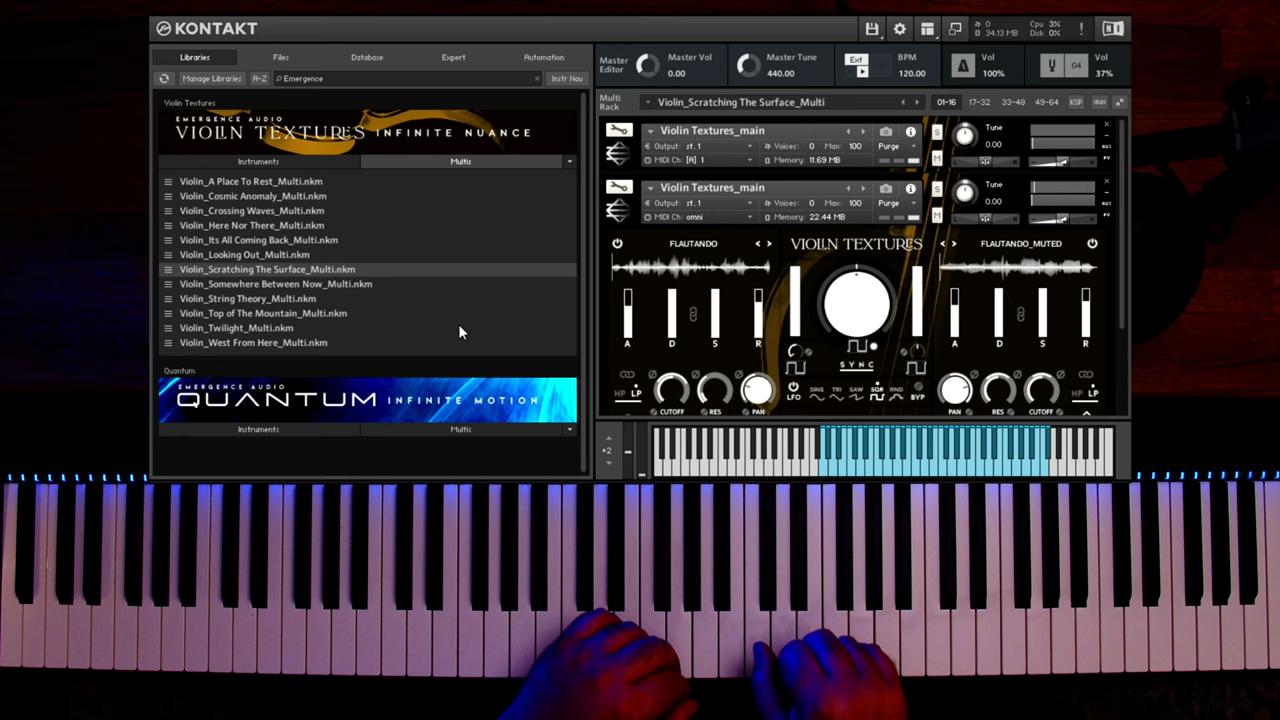 KONTAKT
0
34.13 MB
Cpu 3%
Disk 0%
!
Libraries
Files
Database
Expert
Automation
Manage Libraries
A-Z
Emergence
×
Instr Nav
Master Editor
Master Vol
0.00
Master Tune
440.00
Ext
BPM
120.00
Vol
100%
G4
Vol
37%
Violin Textures
EMERGENCE AUDIO
VIOLIN TEXTURES INFINITE NUANCE
Instruments
Multis
Violin_A Place To Rest_Multi.nkm
Violin_Cosmic Anomaly_Multi.nkm
Violin_Crossing Waves_Multi.nkm
Violin_Here Nor There_Multi.nkm
Violin_Its All Coming Back_Multi.nkm
Violin_Looking Out_Multi.nkm
Violin_Scratching The Surface_Multi.nkm
Violin_Somewhere Between Now_Multi.nkm
Violin_String Theory_Multi.nkm
Violin_Top of The Mountain_Multi.nkm
Violin_Twilight_Multi.nkm
Violin_West From Here_Multi.nkm
Quantum
EMERGENCE AUDIO
QUANTUM INFINITE MOTION
Instruments
Multis
Multi Rack
Violin_Scratching The Surface_Multi
01-16
17-32
33-48
49-64
KSP
aux
Violin Textures_main
Output: st.1
Voices: 0 Max: 100
Purge
MIDI Ch: [A] 1
Memory: 11.69 MB
S
M
Tune
0.00
AUX
PV
Violin Textures_main
Output: st.1
Voices: 0 Max: 100
Purge
MIDI Ch: omni
Memory: 22.44 MB
S
M
Tune
0.00
AUX
PV
FLAUTANDO
VIOLIN TEXTURES
FLAUTANDO_MUTED
A D S R
A D S R
SYNC
HP LP
CUTOFF
RES
PAN
LFO
SINE
TRI
SAW
SQR
RND
BYP
PAN
RES
CUTOFF
HP LP
+2